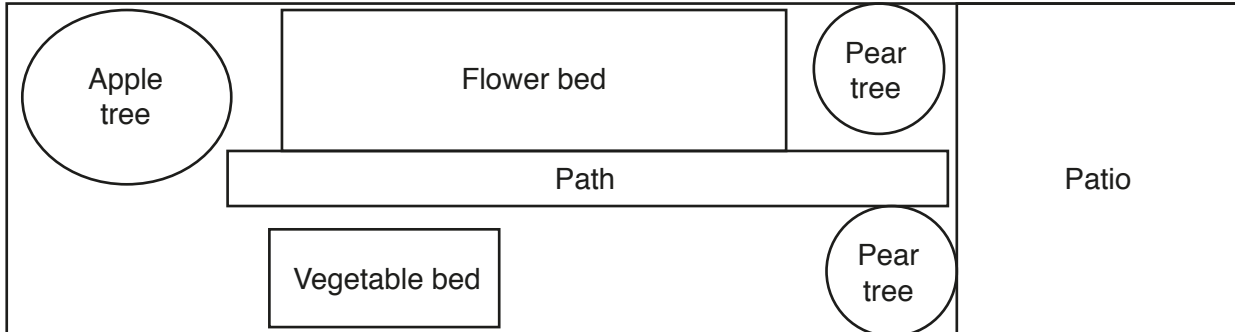 Apple
tree
Flower bed
Pear
tree
Path
Patio
Vegetable bed
Pear
tree